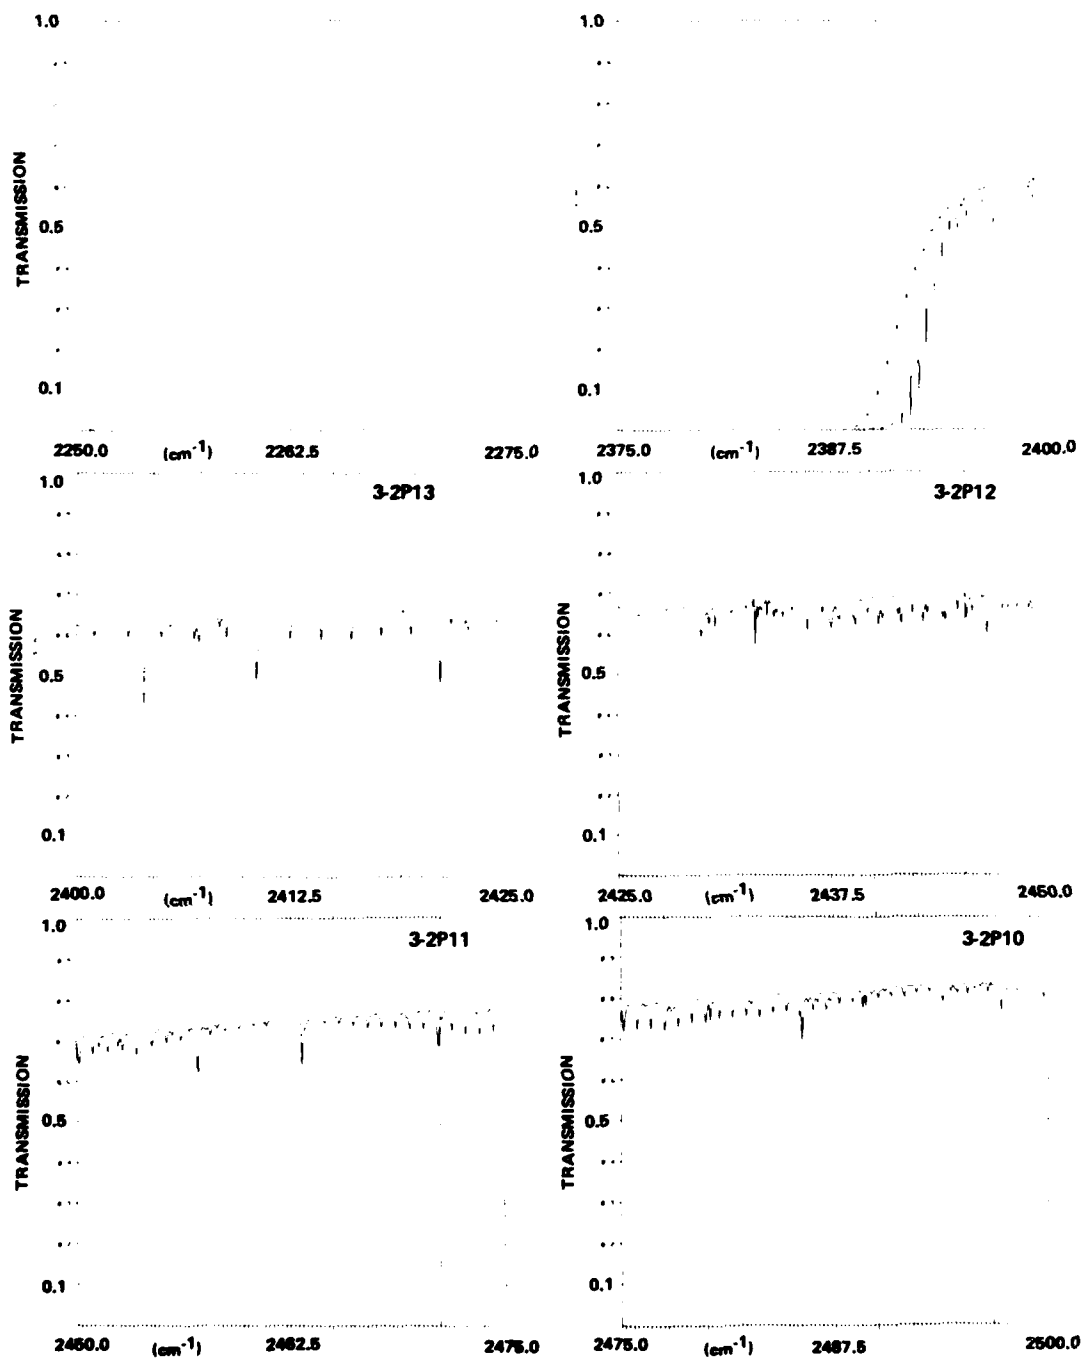 1.0
TRANSMISSION
0.5
0.1
2250.0 (cm-1) 2262.5 2275.0
1.0
0.5
0.1
2375.0 (cm-1) 2387.5 2400.0
1.0
3-2P13
TRANSMISSION
0.5
0.1
2400.0 (cm-1) 2412.5 2425.0
1.0
3-2P12
TRANSMISSION
0.5
0.1
2425.0 (cm-1) 2437.5 2450.0
1.0
3-2P11
TRANSMISSION
0.5
0.1
2450.0 (cm-1) 2462.5 2475.0
1.0
3-2P10
TRANSMISSION
0.5
0.1
2475.0 (cm-1) 2487.5 2500.0